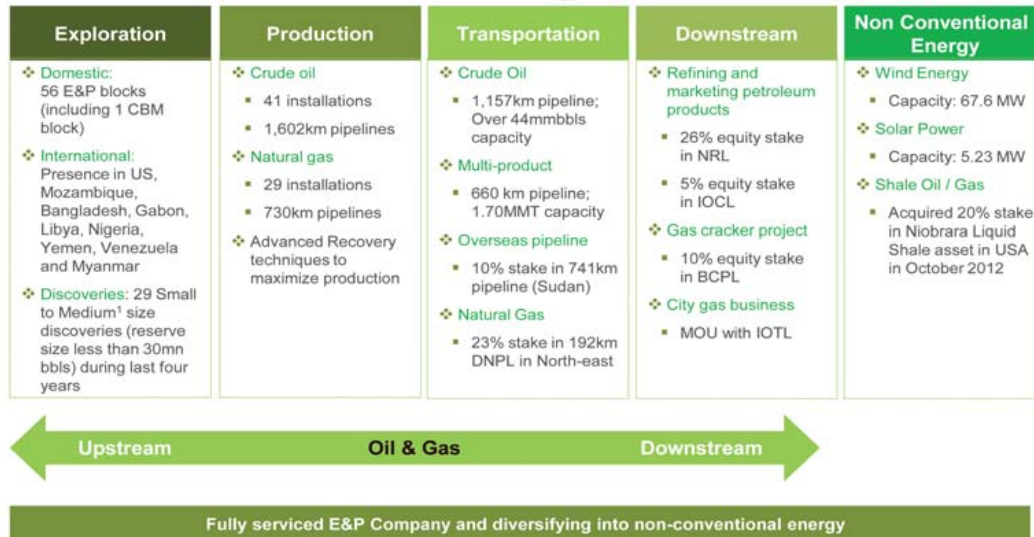 Exploration
❖ Domestic:
56 E&P blocks
(including 1 CBM
block)
❖ International:
Presence in US,
Mozambique,
Bangladesh, Gabon,
Libya, Nigeria,
Yemen, Venezuela
and Myanmar
❖ Discoveries: 29 Small
to Medium¹ size
discoveries (reserve
size less than 30mn
bbls) during last four
years
Production
❖ Crude oil
▪ 41 installations
▪ 1,602km pipelines
❖ Natural gas
▪ 29 installations
▪ 730km pipelines
❖ Advanced Recovery
techniques to
maximize production
Transportation
❖ Crude Oil
▪ 1,157km pipeline;
Over 44mmbbls
capacity
❖ Multi-product
▪ 660 km pipeline;
1.70MMT capacity
❖ Overseas pipeline
▪ 10% stake in 741km
pipeline (Sudan)
❖ Natural Gas
▪ 23% stake in 192km
DNPL in North-east
Downstream
❖ Refining and
marketing petroleum
products
▪ 26% equity stake
in NRL
▪ 5% equity stake
in IOCL
❖ Gas cracker project
▪ 10% equity stake
in BCPL
❖ City gas business
▪ MOU with IOTL
Non Conventional
Energy
❖ Wind Energy
▪ Capacity: 67.6 MW
❖ Solar Power
▪ Capacity: 5.23 MW
❖ Shale Oil / Gas
▪ Acquired 20% stake
in Niobrara Liquid
Shale asset in USA
in October 2012
Upstream Oil & Gas Downstream
Fully serviced E&P Company and diversifying into non-conventional energy